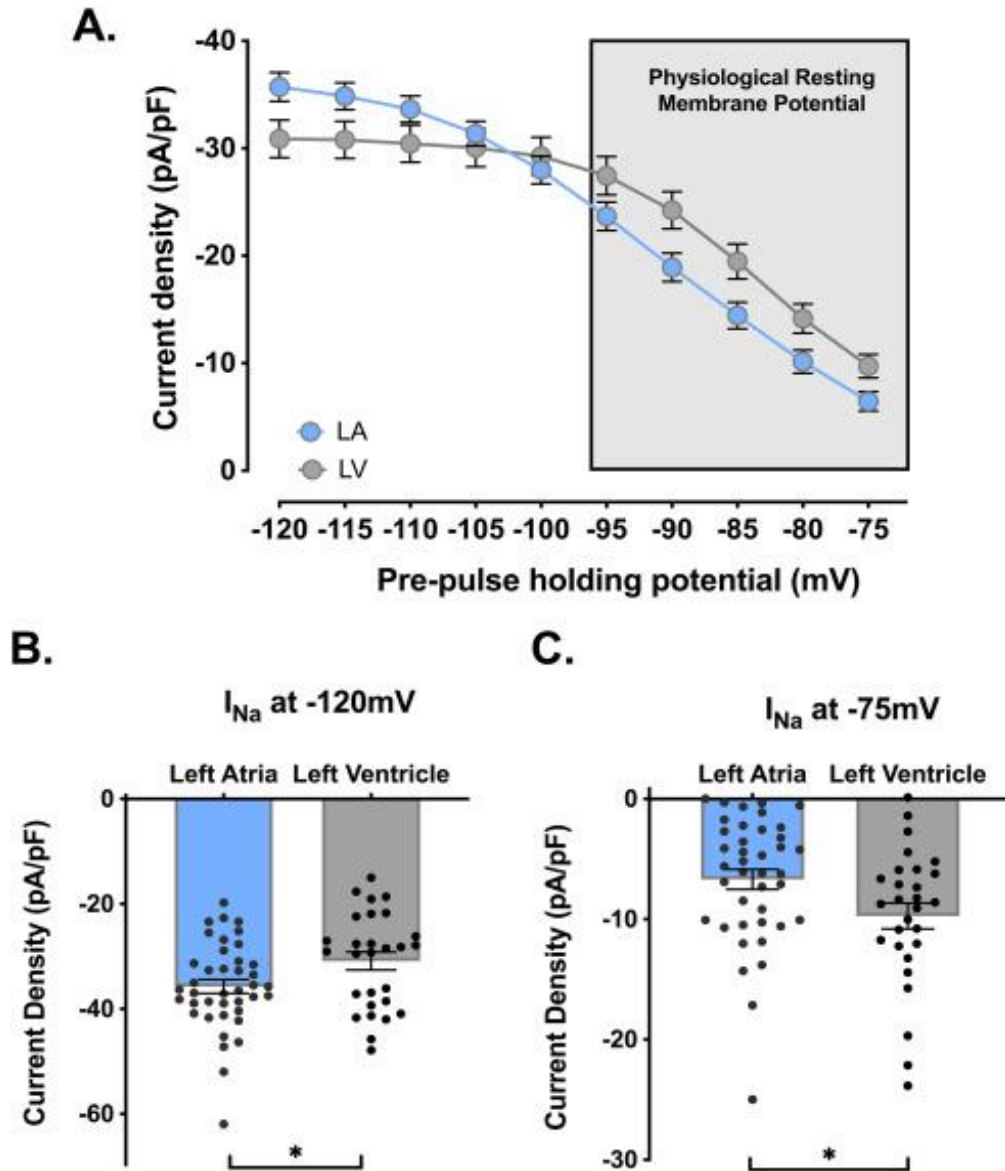 A.
Current density (pA/pF)
-40
-30
-20
-10
0
Physiological Resting
Membrane Potential
LA
LV
-120 -115 -110 -105 -100 -95 -90 -85 -80 -75
Pre-pulse holding potential (mV)
B.
I_Na at -120mV
Left Atria Left Ventricle
Current Density (pA/pF)
0
-20
-40
-60
*
C.
I_Na at -75mV
Left Atria Left Ventricle
Current Density (pA/pF)
0
-10
-20
-30
*